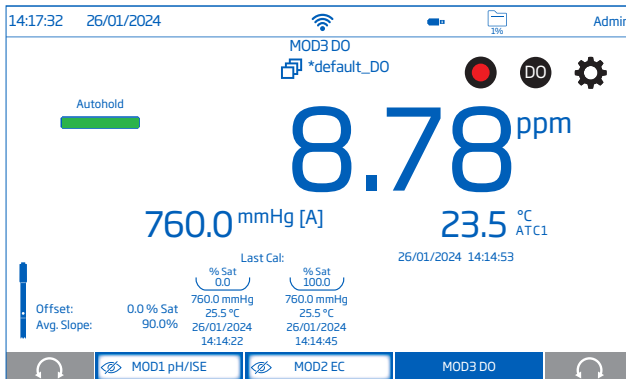 14:17:32 26/01/2024 1% Admin
MOD3 DO
*default_DO
DO
Autohold
8.78 ppm
760.0 mmHg [A] 23.5 °C ATC1
Last Cal: 26/01/2024 14:14:53
% Sat % Sat
0.0 100.0
760.0 mmHg 760.0 mmHg
Offset: 0.0 % Sat 25.5 °C 25.5 °C
Avg. Slope: 90.0% 26/01/2024 26/01/2024
14:14:22 14:14:45
MOD1 pH/ISE MOD2 EC MOD3 DO